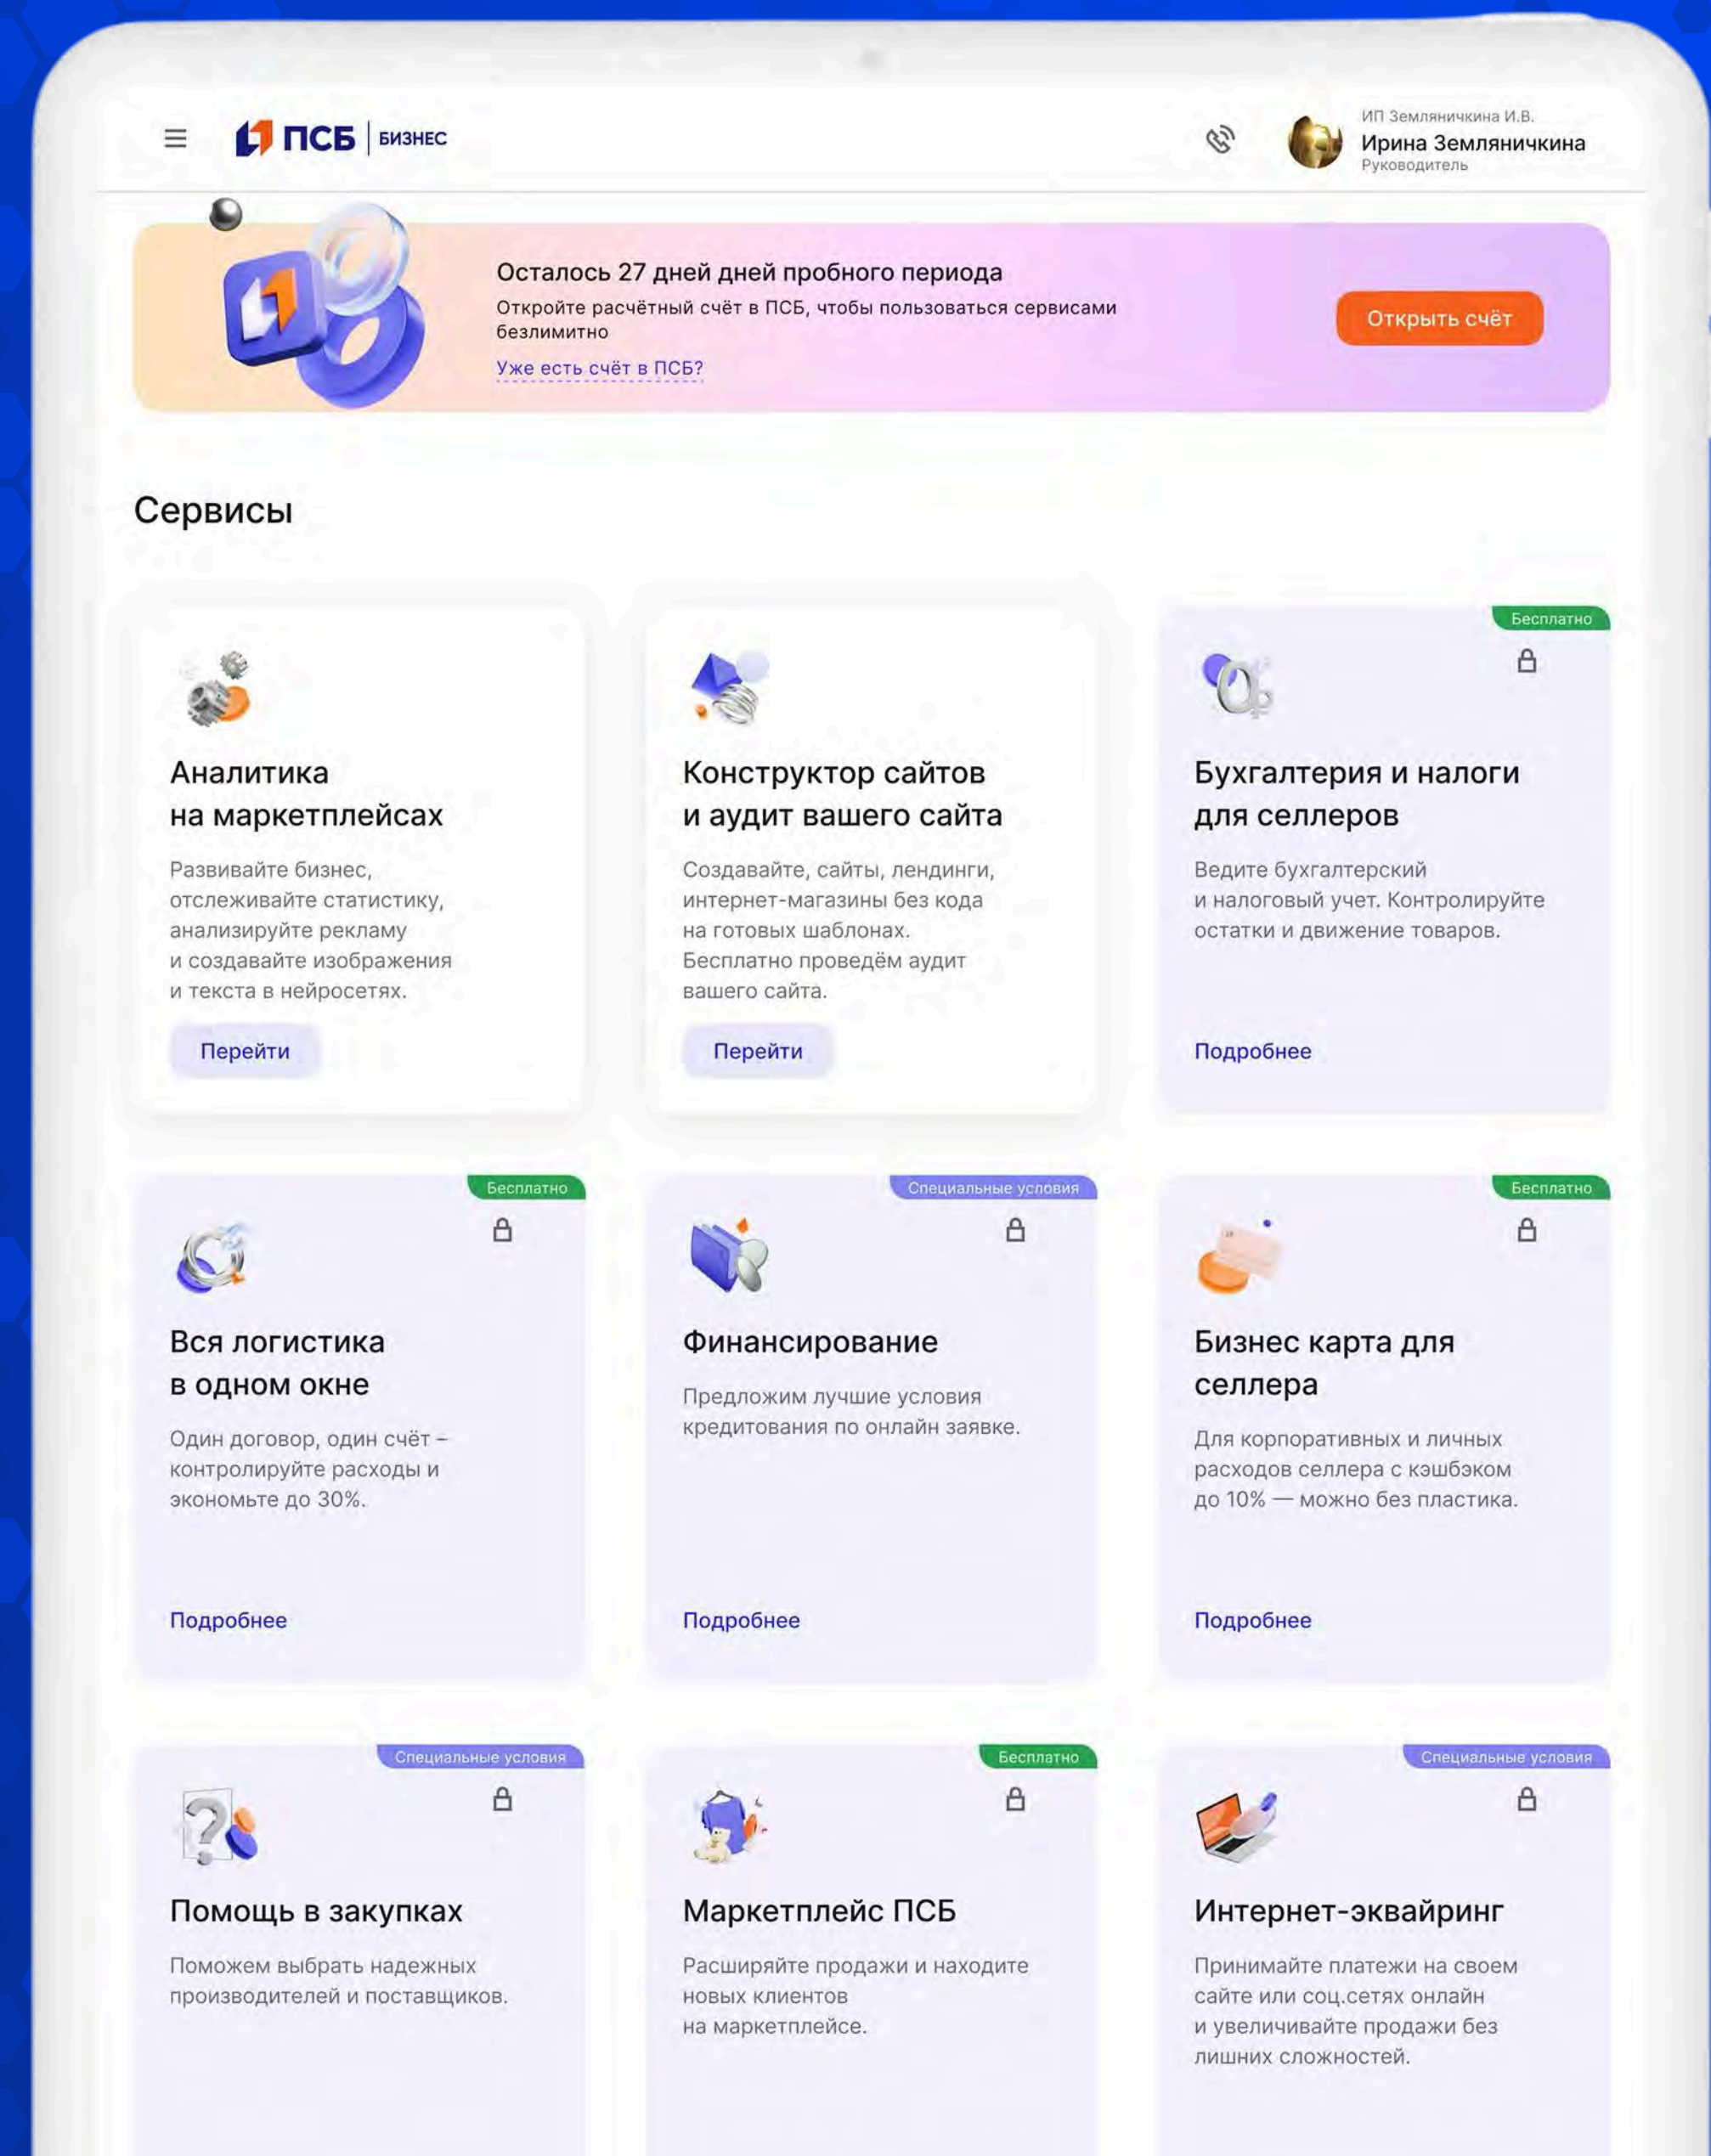 ПСБ БИЗНЕС
ИП Земляничкина И.В.
Ирина Земляничкина
Руководитель
Осталось 27 дней дней пробного периода
Откройте расчётный счёт в ПСБ, чтобы пользоваться сервисами
безлимитно
Уже есть счёт в ПСБ?
Открыть счёт
Сервисы
Аналитика
на маркетплейсах
Развивайте бизнес,
отслеживайте статистику,
анализируйте рекламу
и создавайте изображения
и текста в нейросетях.
Перейти
Конструктор сайтов
и аудит вашего сайта
Создавайте, сайты, лендинги,
интернет-магазины без кода
на готовых шаблонах.
Бесплатно проведём аудит
вашего сайта.
Перейти
Бесплатно
Бухгалтерия и налоги
для селлеров
Ведите бухгалтерский
и налоговый учет. Контролируйте
остатки и движение товаров.
Подробнее
Бесплатно
Вся логистика
в одном окне
Один договор, один счёт –
контролируйте расходы и
экономьте до 30%.
Подробнее
Специальные условия
Финансирование
Предложим лучшие условия
кредитования по онлайн заявке.
Подробнее
Бесплатно
Бизнес карта для
селлера
Для корпоративных и личных
расходов селлера с кэшбэком
до 10% — можно без пластика.
Подробнее
Специальные условия
Помощь в закупках
Поможем выбрать надежных
производителей и поставщиков.
Бесплатно
Маркетплейс ПСБ
Расширяйте продажи и находите
новых клиентов
на маркетплейсе.
Специальные условия
Интернет-эквайринг
Принимайте платежи на своем
сайте или соц.сетях онлайн
и увеличивайте продажи без
лишних сложностей.